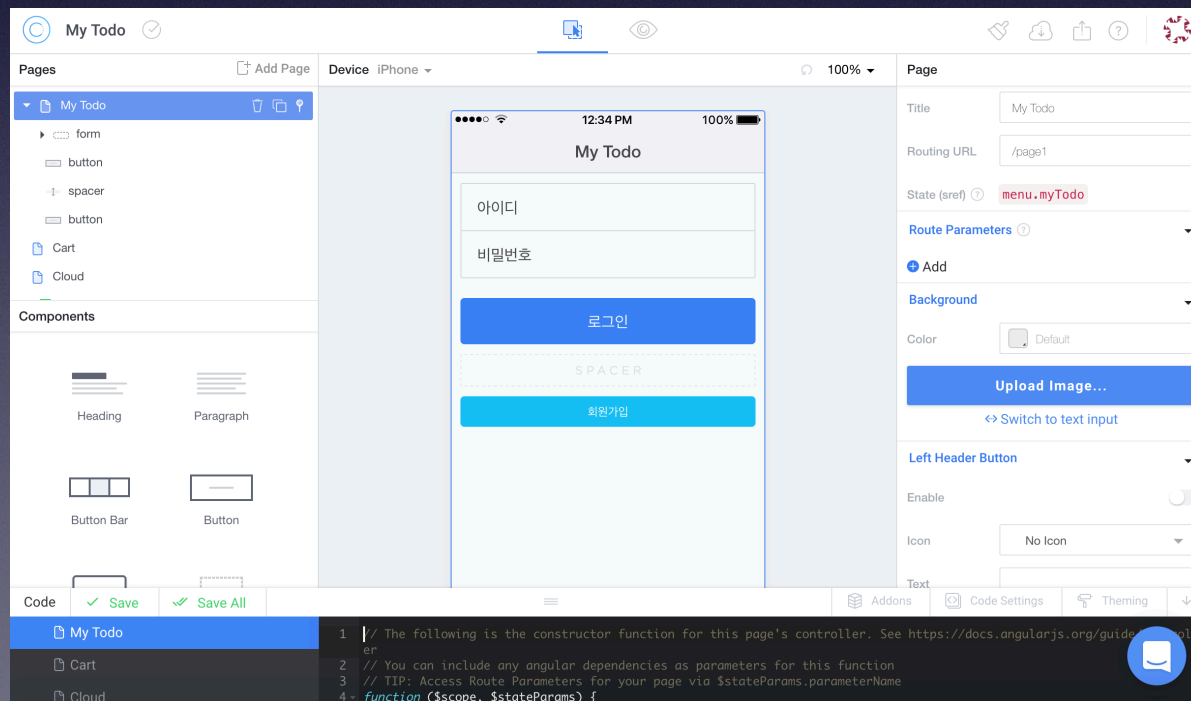 My Todo
Pages
Add Page
Device iPhone
100%
Page
My Todo
form
button
spacer
button
Cart
Cloud
Components
Heading
Paragraph
Button Bar
Button
12:34 PM
100%
My Todo
아이디
비밀번호
로그인
SPACER
회원가입
Title
My Todo
Routing URL
/page1
State (sref) ?
menu.myTodo
Route Parameters ?
Add
Background
Color
Default
Upload Image...
Switch to text input
Left Header Button
Enable
Icon
No Icon
Text
Code
Save
Save All
Addons
Code Settings
Theming
My Todo
Cart
Cloud
1 // The following is the constructor function for this page's controller. See https://docs.angularjs.org/guide/
er
2 // You can include any angular dependencies as parameters for this function
3 // TIP: Access Route Parameters for your page via $stateParams.parameterName
4 function ($scope, $stateParams) {